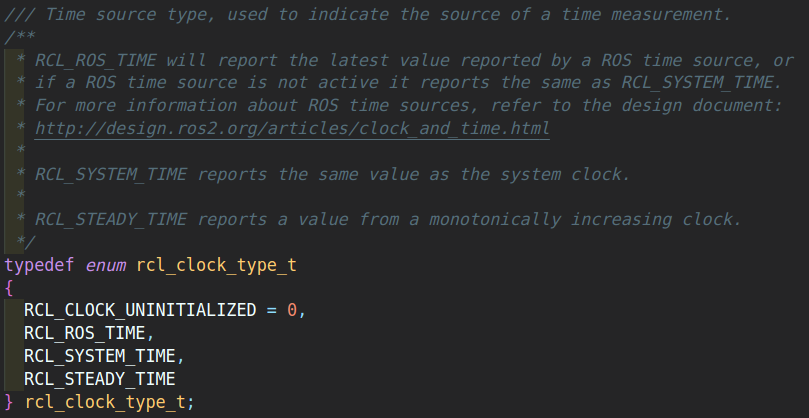 /// Time source type, used to indicate the source of a time measurement.
/**
 * RCL_ROS_TIME will report the latest value reported by a ROS time source, or
 * if a ROS time source is not active it reports the same as RCL_SYSTEM_TIME.
 * For more information about ROS time sources, refer to the design document:
 * http://design.ros2.org/articles/clock_and_time.html
 *
 * RCL_SYSTEM_TIME reports the same value as the system clock.
 *
 * RCL_STEADY_TIME reports a value from a monotonically increasing clock.
 */
typedef enum rcl_clock_type_t
{
  RCL_CLOCK_UNINITIALIZED = 0,
  RCL_ROS_TIME,
  RCL_SYSTEM_TIME,
  RCL_STEADY_TIME
} rcl_clock_type_t;